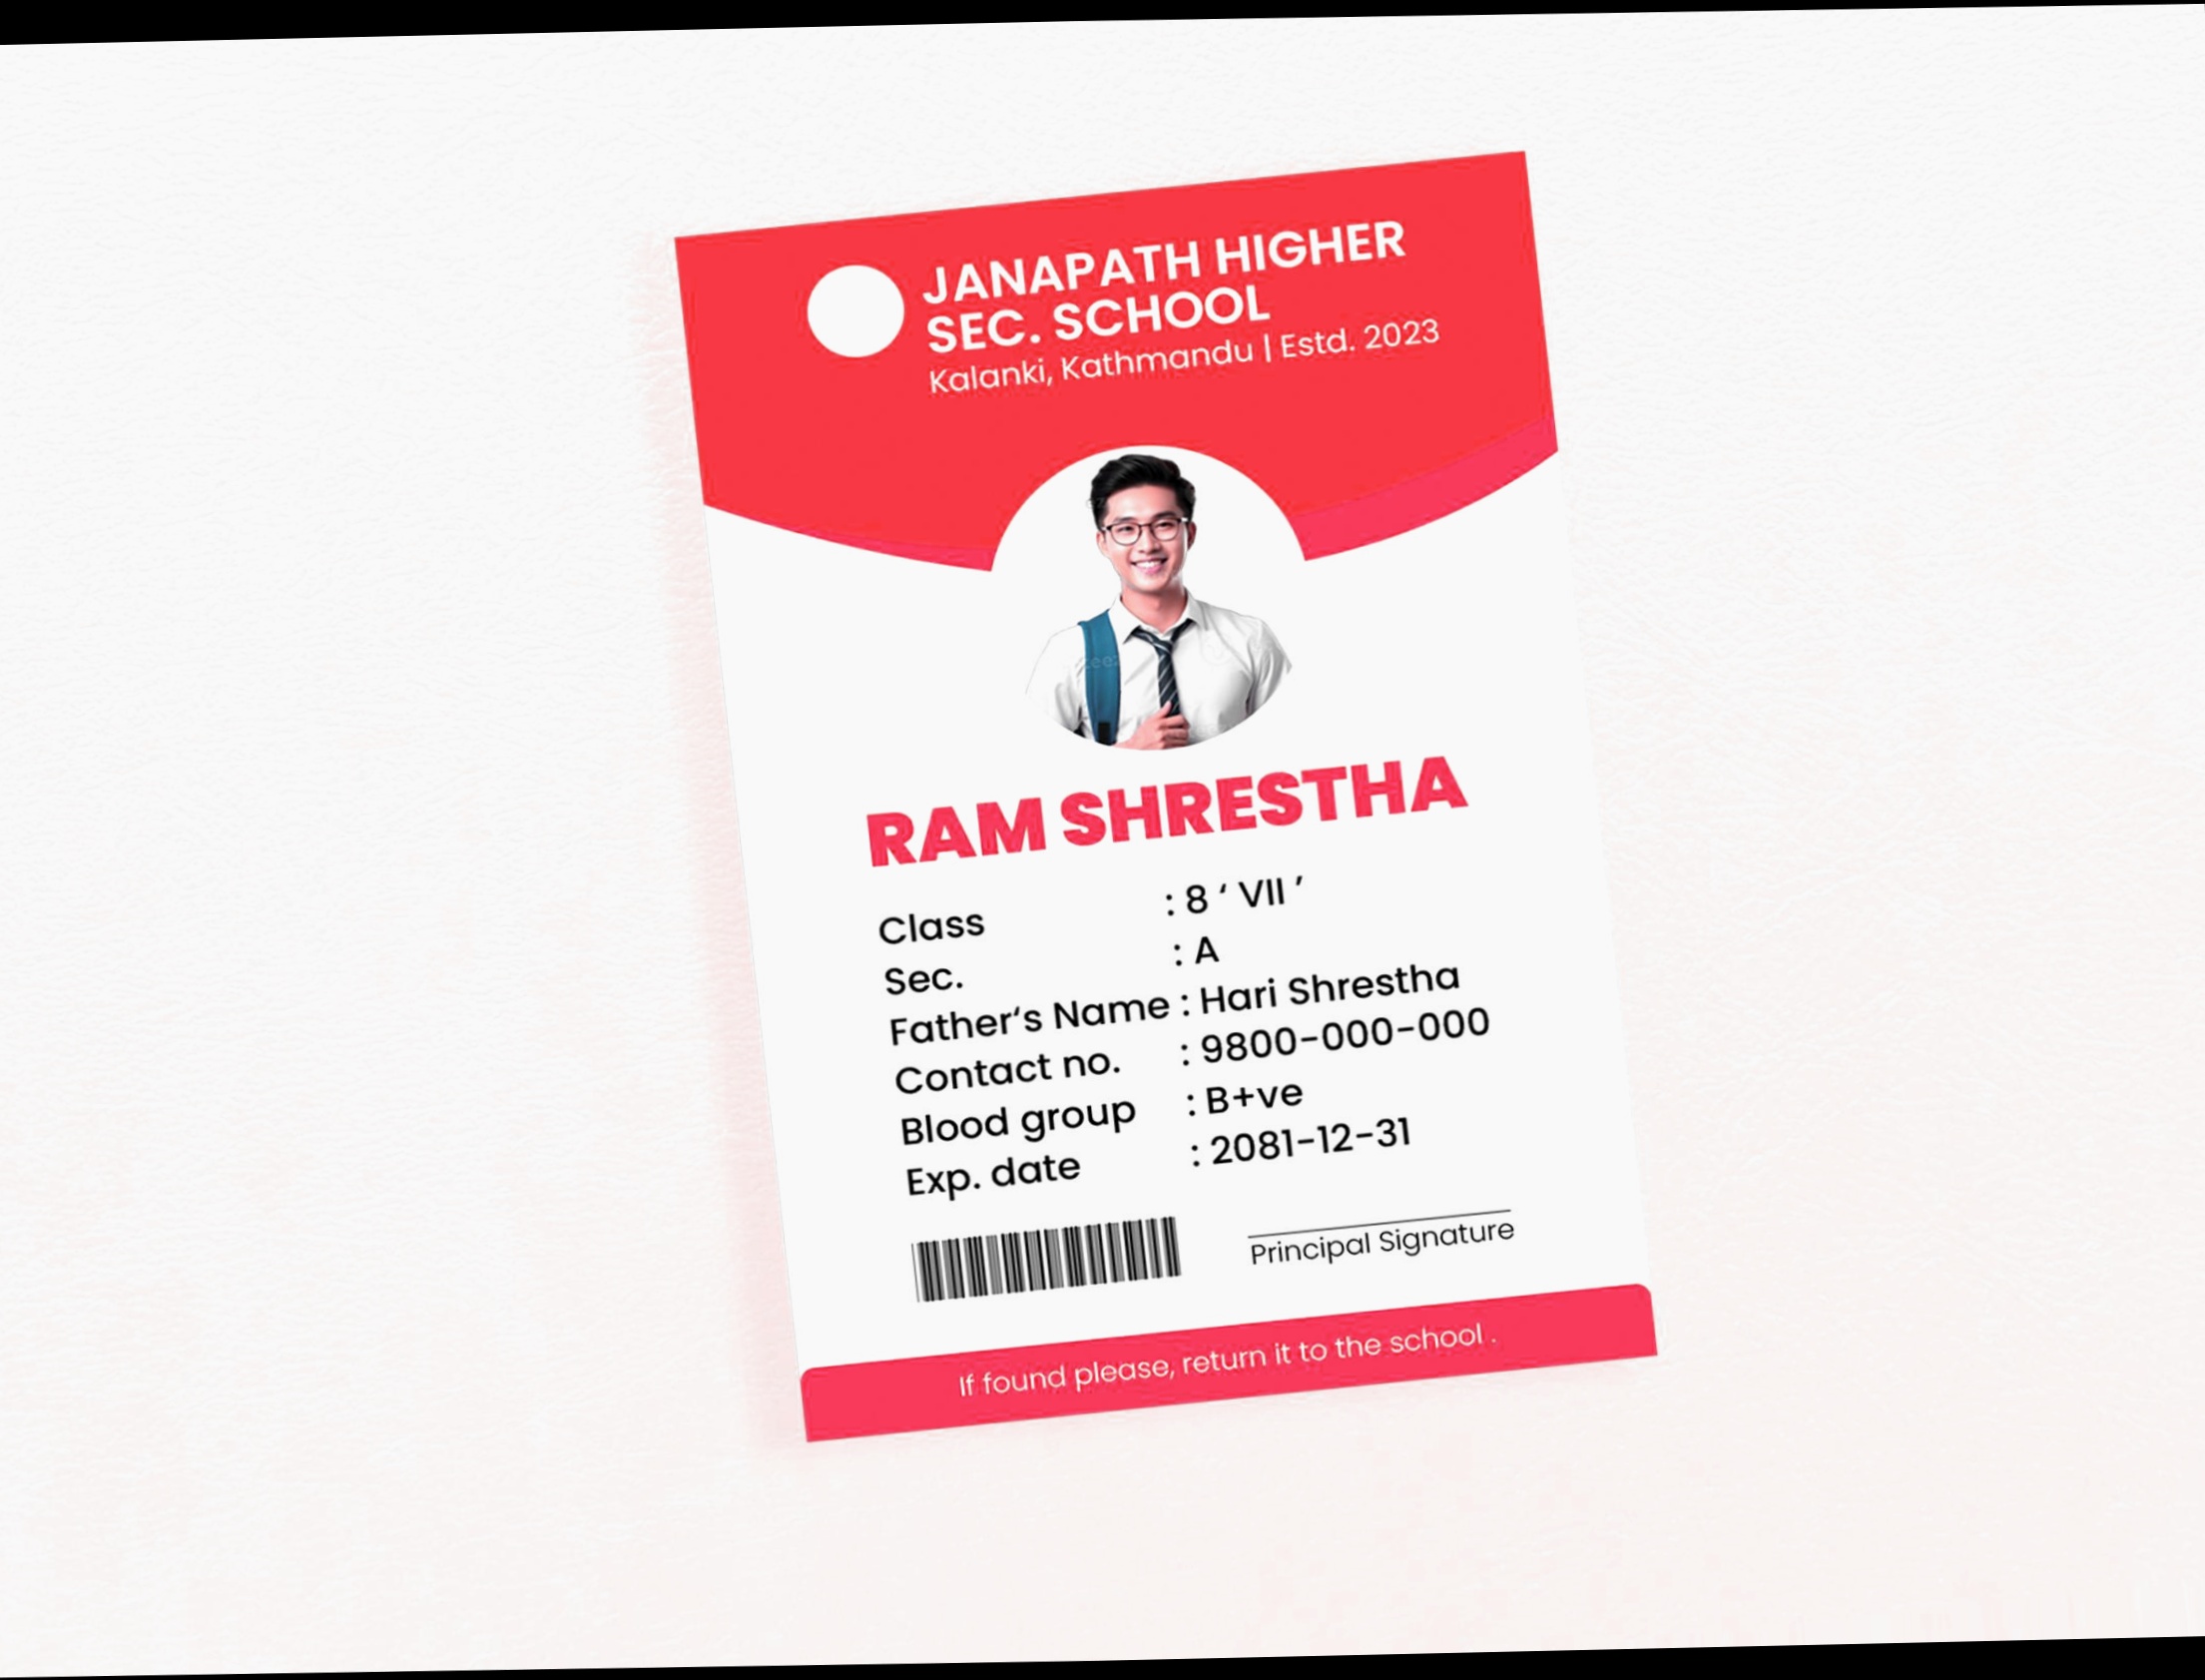 JANAPATH HIGHER
SEC. SCHOOL
Kalanki, Kathmandu | Estd. 2023
RAM SHRESTHA
Class : 8 ‘ VII ’
Sec. : A
Father‘s Name : Hari Shrestha
Contact no. : 9800-000-000
Blood group : B+ve
Exp. date : 2081-12-31
Principal Signature
If found please, return it to the school .